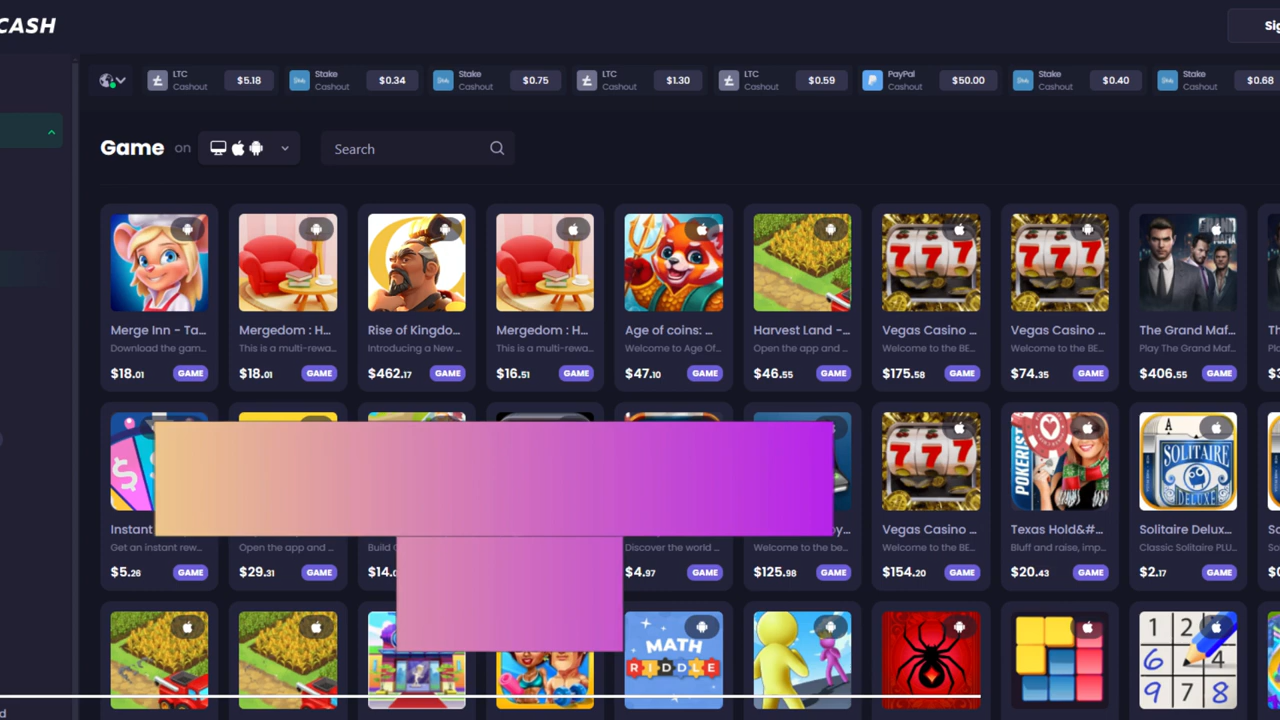 CASH
Sig
LTC Cashout $5.18
Stake Cashout $0.34
Stake Cashout $0.75
LTC Cashout $1.30
LTC Cashout $0.59
PayPal Cashout $50.00
Stake Cashout $0.40
Stake Cashout $0.68
Game on
Search
Merge Inn - Ta...
Download the gam...
$18.01 GAME
Mergedom : H...
This is a multi-rewa...
$18.01 GAME
Rise of Kingdo...
Introducing a New ...
$462.17 GAME
Mergedom : H...
This is a multi-rewa...
$16.51 GAME
Age of coins: ...
Welcome to Age Of...
$47.10 GAME
Harvest Land -...
Open the app and ...
$46.55 GAME
777
Vegas Casino ...
Welcome to the BE...
$175.58 GAME
777
Vegas Casino ...
Welcome to the BE...
$74.35 GAME
The Grand Maf...
Play The Grand Maf...
$406.55 GAME
$
Instant
Get an instant rew...
$5.26 GAME
Open the app and ...
$29.31 GAME
Build
$14.
Discover the world ...
$4.97 GAME
Welcome to the be...
$125.98 GAME
777
Vegas Casino ...
Welcome to the BE...
$154.20 GAME
POKERIST
Texas Hold&#...
Bluff and raise, imp...
$20.43 GAME
A
SOLITAIRE
DELUXE
Solitaire Delux...
Classic Solitaire PLU...
$2.17 GAME
MATH
RIDDLE
1 2
6 4
9 7 8
d